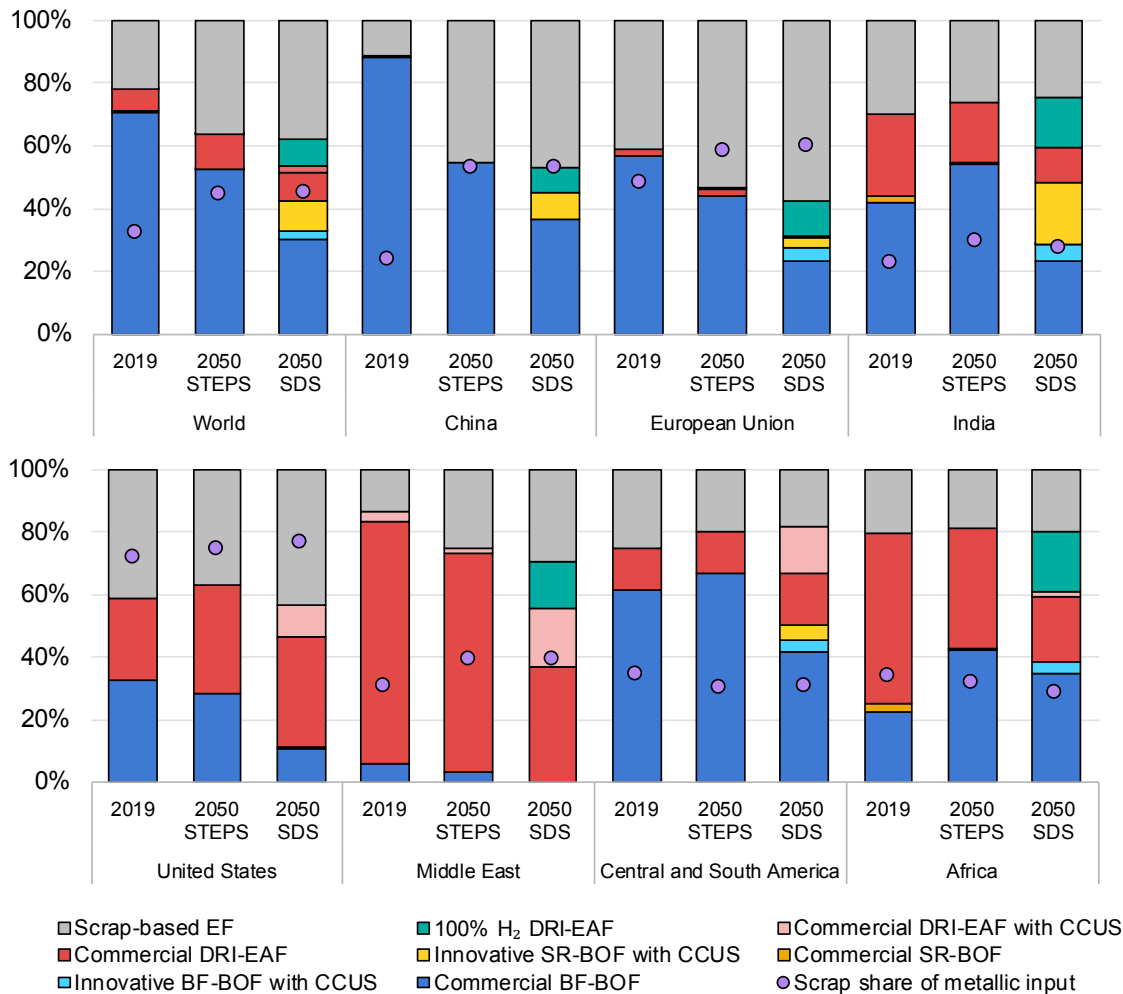 100%
80%
60%
40%
20%
0%
2019 2050 STEPS 2050 SDS 2019 2050 STEPS 2050 SDS 2019 2050 STEPS 2050 SDS 2019 2050 STEPS 2050 SDS
World China European Union India
100%
80%
60%
40%
20%
0%
2019 2050 STEPS 2050 SDS 2019 2050 STEPS 2050 SDS 2019 2050 STEPS 2050 SDS 2019 2050 STEPS 2050 SDS
United States Middle East Central and South America Africa
Scrap-based EF 100% H₂ DRI-EAF Commercial DRI-EAF with CCUS
Commercial DRI-EAF Innovative SR-BOF with CCUS Commercial SR-BOF
Innovative BF-BOF with CCUS Commercial BF-BOF Scrap share of metallic input